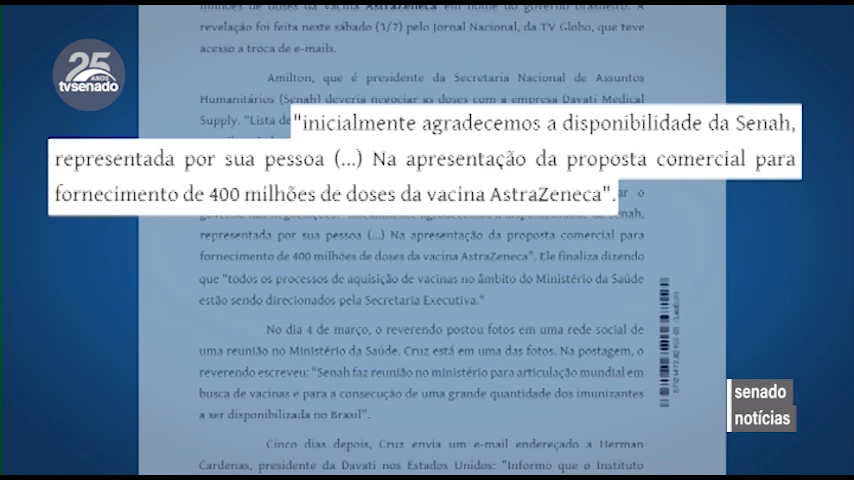 milhões de doses da vacina AstraZeneca em nome do governo brasileiro. A
revelação foi feita neste sábado (3/7) pelo Jornal Nacional, da TV Globo, que teve
acesso a troca de e-mails.
25
ANOS
tvsenado
Amilton, que é presidente da Secretaria Nacional de Assuntos
Humanitários (Senah) deveria negociar as doses com a empresa Davati Medical
Supply. "Lista de
"inicialmente agradecemos a disponibilidade da Senah,
representada por sua pessoa (...) Na apresentação da proposta comercial para
fornecimento de 400 milhões de doses da vacina AstraZeneca".
representada por sua pessoa (...) Na apresentação da proposta comercial para
fornecimento de 400 milhões de doses da vacina AstraZeneca". Ele finaliza dizendo
que "todos os processos de aquisição de vacinas no âmbito do Ministério da Saúde
estão sendo direcionados pela Secretaria Executiva."
No dia 4 de março, o reverendo postou fotos em uma rede social de
uma reunião no Ministério da Saúde. Cruz está em uma das fotos. Na postagem, o
reverendo escreveu: "Senah faz reunião no ministério para articulação mundial em
busca de vacinas e para a consecução de uma grande quantidade dos imunizantes
a ser disponibilizada no Brasil".
Cinco dias depois, Cruz envia um e-mail endereçado a Herman
Cardenas, presidente da Davati nos Estados Unidos: "Informo que o Instituto
senado
notícias